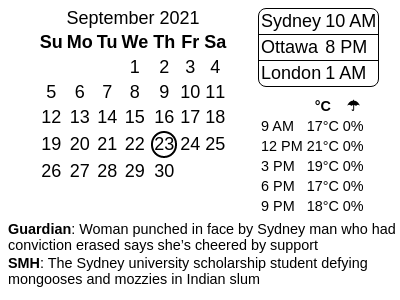 September 2021
Su Mo Tu We Th Fr Sa
1 2 3 4
5 6 7 8 9 10 11
12 13 14 15 16 17 18
19 20 21 22 23 24 25
26 27 28 29 30
Sydney 10 AM
Ottawa 8 PM
London 1 AM
°C ☂
9 AM 17°C 0%
12 PM 21°C 0%
3 PM 19°C 0%
6 PM 17°C 0%
9 PM 18°C 0%
Guardian: Woman punched in face by Sydney man who had
conviction erased says she’s cheered by support
SMH: The Sydney university scholarship student defying
mongooses and mozzies in Indian slum